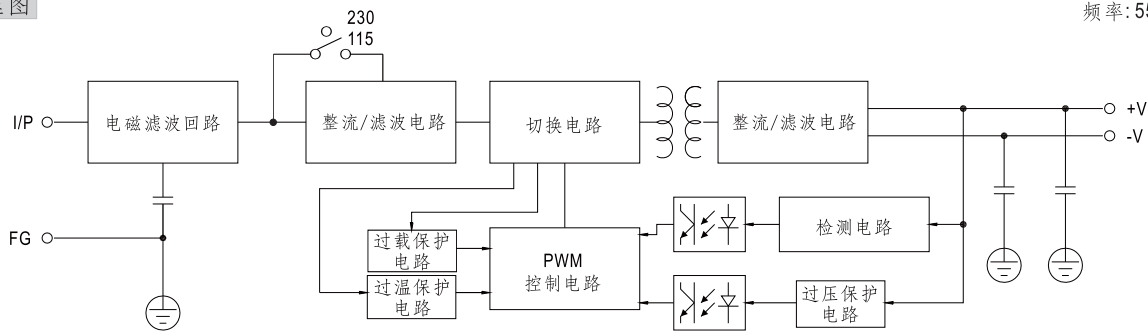 图
230
115
频率: 55
I/P
电磁滤波回路
整流/滤波电路
切换电路
整流/滤波电路
+V
-V
FG
过载保护
电路
过温保护
电路
PWM
控制电路
检测电路
过压保护
电路